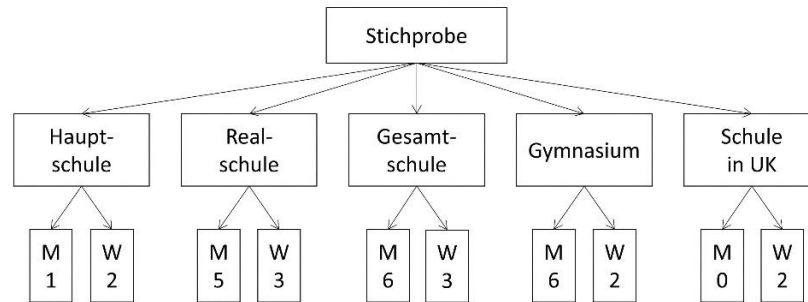 Stichprobe
Haupt-
schule
Real-
schule
Gesamt-
schule
Gymnasium
Schule
in UK
M
1
W
2
M
5
W
3
M
6
W
3
M
6
W
2
M
0
W
2